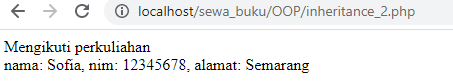 localhost/sewa_buku/OOP/inheritance_2.php
Mengikuti perkuliahan
nama: Sofia, nim: 12345678, alamat: Semarang